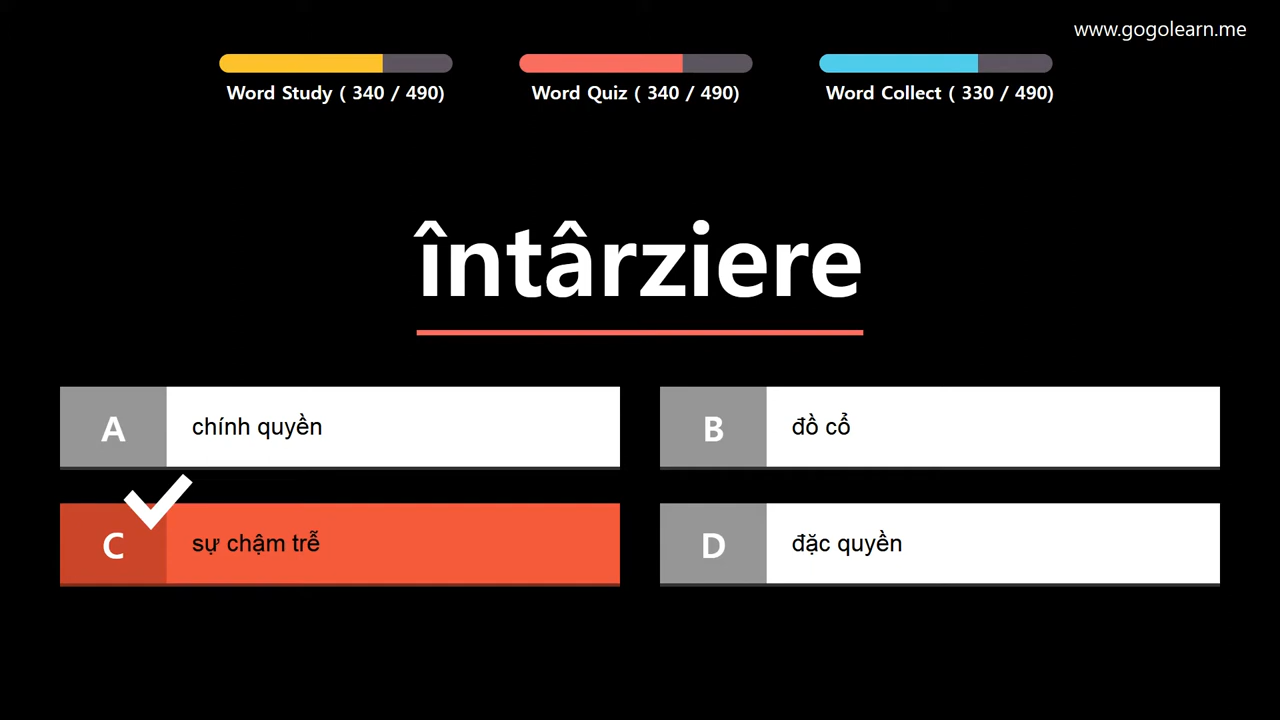 www.gogolearn.me
Word Study ( 340 / 490)
Word Quiz ( 340 / 490)
Word Collect ( 330 / 490)
întârziere
A chính quyền
B đồ cổ
C sự chậm trễ
D đặc quyền